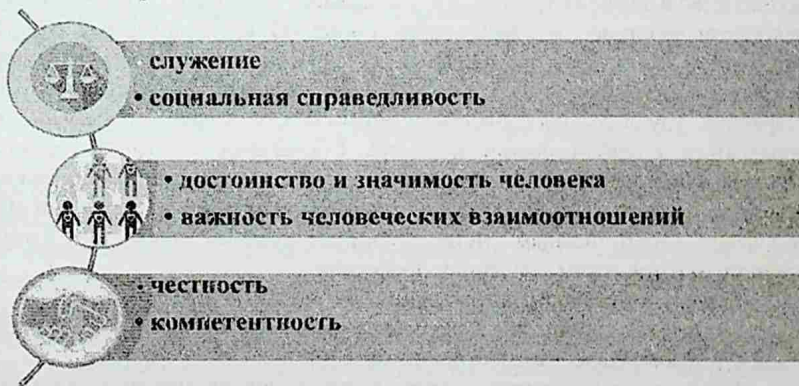 • служение
• социальная справедливость
• достоинство и значимость человека
• важность человеческих взаимоотношений
• честность
• компетентность